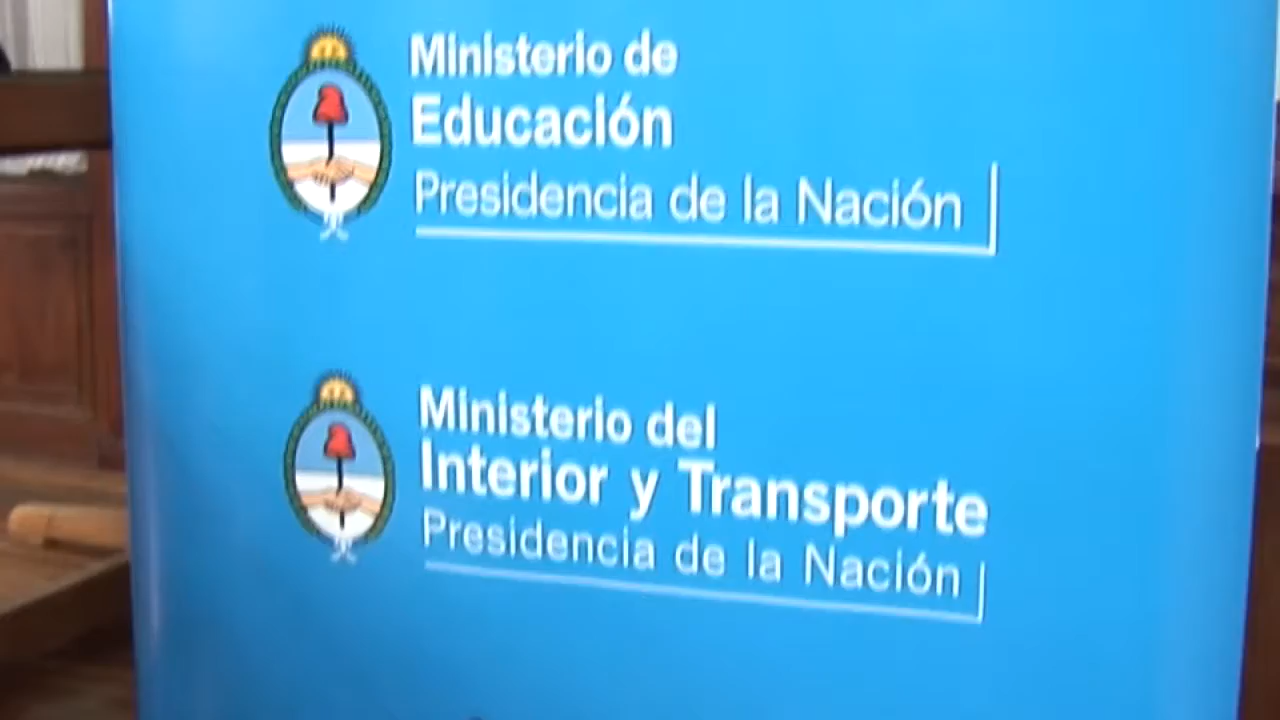 Ministerio de
Educación
Presidencia de la Nación
Ministerio del
Interior y Transporte
Presidencia de la Nación